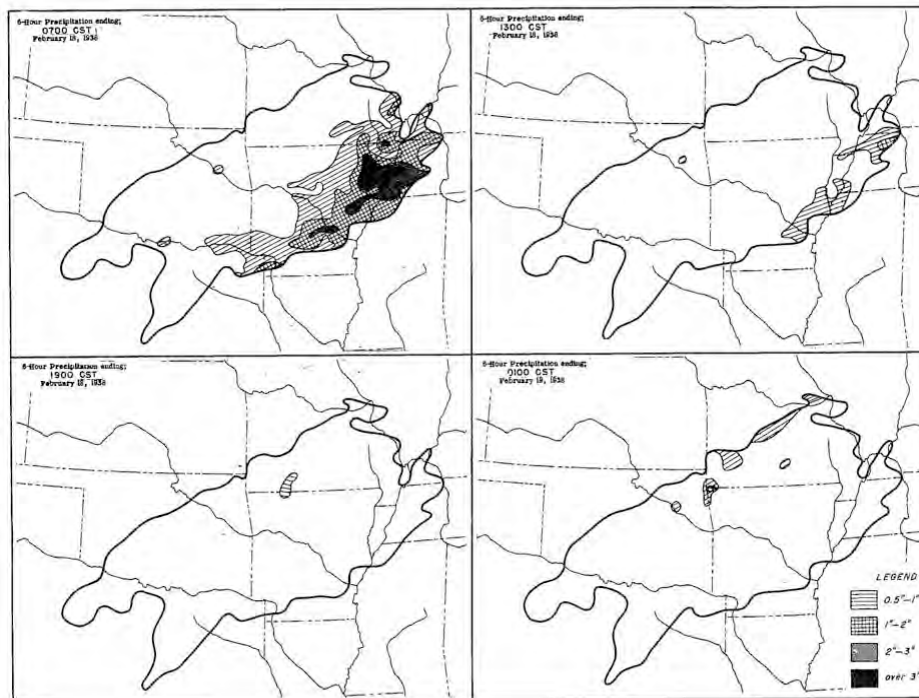 6-Hour Precipitation ending;
0700 CST
February 18, 1938
6-Hour Precipitation ending;
1300 CST
February 18, 1938
6-Hour Precipitation ending;
1900 CST
February 18, 1938
6-Hour Precipitation ending;
0100 CST
February 19, 1938
LEGEND
0.5"-1"
1"-2"
2"-3"
over 3"